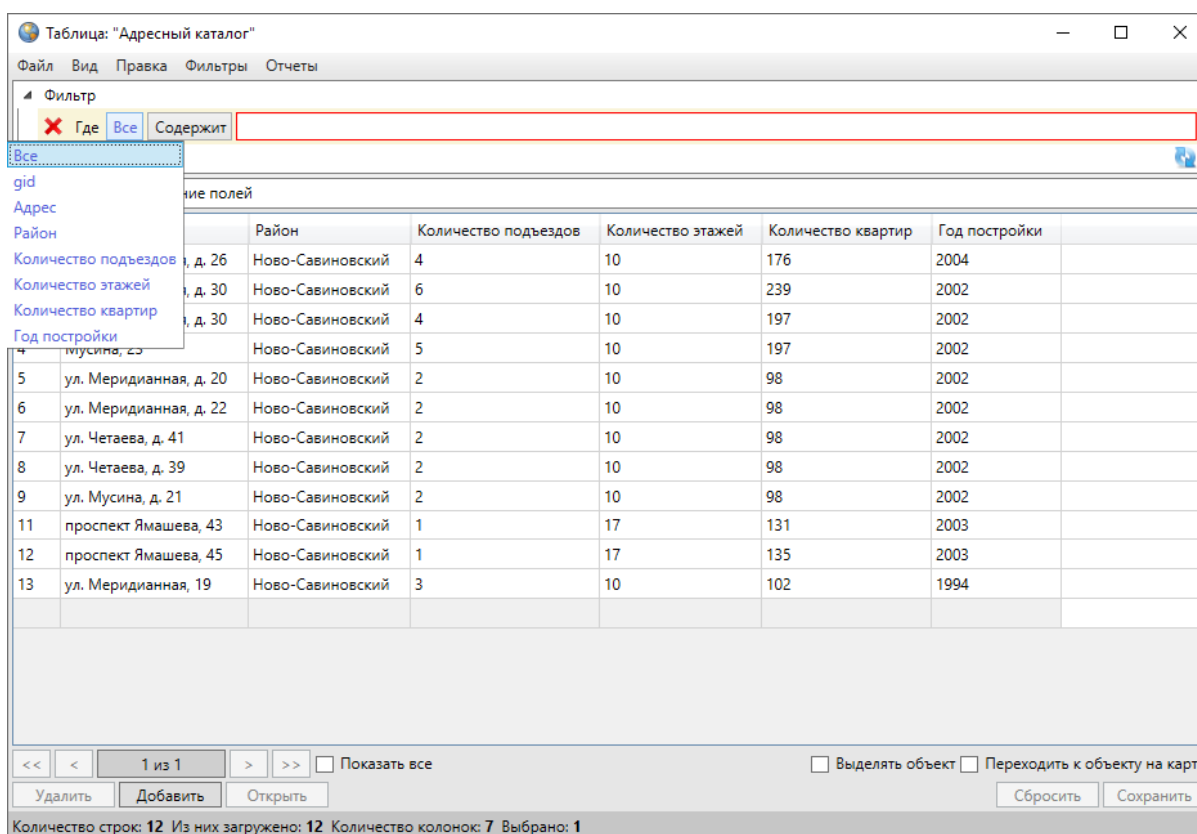 Таблица: "Адресный каталог"
Файл Вид Правка Фильтры Отчеты
Фильтр
Где Все Содержит
Все
gid
Адрес
Район
Количество подъездов
Количество этажей
Количество квартир
Год постройки
полей
Район Количество подъездов Количество этажей Количество квартир Год постройки
д. 26 Ново-Савиновский 4 10 176 2004
д. 30 Ново-Савиновский 6 10 239 2002
д. 30 Ново-Савиновский 4 10 197 2002
4 Мусина, 23 Ново-Савиновский 5 10 197 2002
5 ул. Меридианная, д. 20 Ново-Савиновский 2 10 98 2002
6 ул. Меридианная, д. 22 Ново-Савиновский 2 10 98 2002
7 ул. Четаева, д. 41 Ново-Савиновский 2 10 98 2002
8 ул. Четаева, д. 39 Ново-Савиновский 2 10 98 2002
9 ул. Мусина, д. 21 Ново-Савиновский 2 10 98 2002
11 проспект Ямашева, 43 Ново-Савиновский 1 17 131 2003
12 проспект Ямашева, 45 Ново-Савиновский 1 17 135 2003
13 ул. Меридианная, 19 Ново-Савиновский 3 10 102 1994
<< < 1 из 1 > >> Показать все Выделять объект Переходить к объекту на карт
Удалить Добавить Открыть Сбросить Сохранить
Количество строк: 12 Из них загружено: 12 Количество колонок: 7 Выбрано: 1